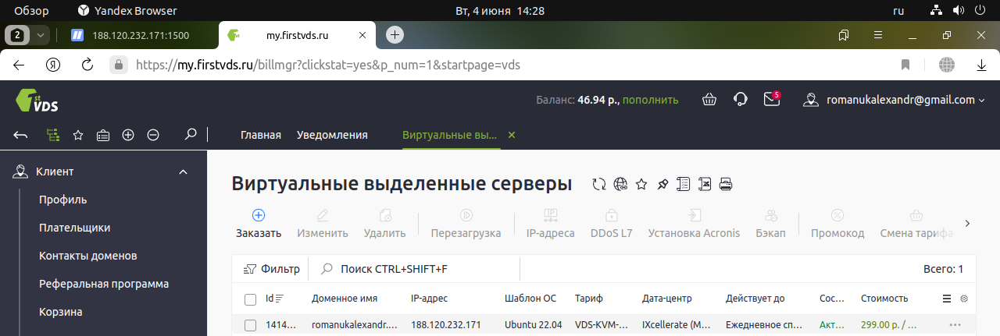 Обзор Yandex Browser Вт, 4 июня 14:28 ru
2 188.120.232.171:1500 my.firstvds.ru
https://my.firstvds.ru/billmgr?clickstat=yes&p_num=1&startpage=vds
st VDS Баланс: 46.94 р., пополнить 5 romanukalexandr@gmail.com
Главная Уведомления Виртуальные вы...
Клиент
Профиль
Плательщики
Контакты доменов
Реферальная программа
Корзина
Виртуальные выделенные серверы
Заказать Изменить Удалить Перезагрузка IP-адреса DDoS L7 Установка Acronis Бэкап Промокод Смена тарифа
Фильтр Поиск CTRL+SHIFT+F Всего: 1
Id Доменное имя IP-адрес Шаблон ОС Тариф Дата-центр Действует до Сос... Стоимость
1414... romanukalexandr.... 188.120.232.171 Ubuntu 22.04 VDS-KVM-... IXcellerate (М... Ежедневное сп... Акт... 299.00 р. / ...